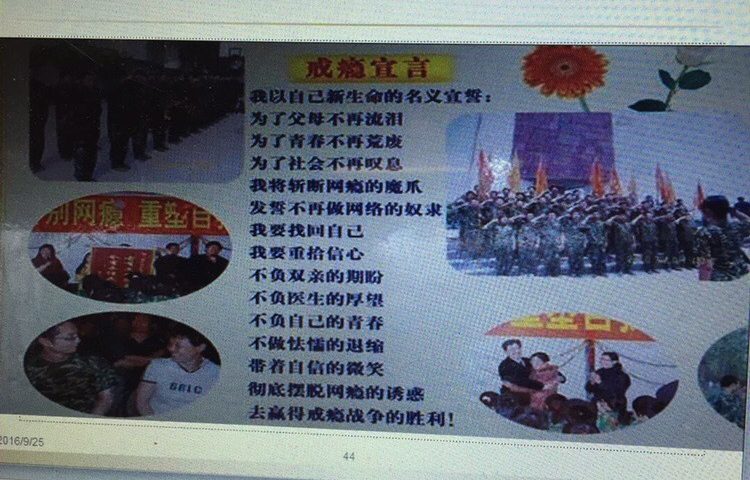 戒瘾宣言
我以自己新生命的名义宣誓：
为了父母不再流泪
为了青春不再荒废
为了社会不再叹息
我将斩断网瘾的魔爪
发誓不再做网络的奴隶
我要找回自己
我要重拾信心
不负双亲的期盼
不负医生的厚望
不负自己的青春
不做怯懦的退缩
带着自信的微笑
彻底摆脱网瘾的诱惑
去赢得戒瘾战争的胜利！
别网瘾 重塑自
重塑自
2016/9/25
44